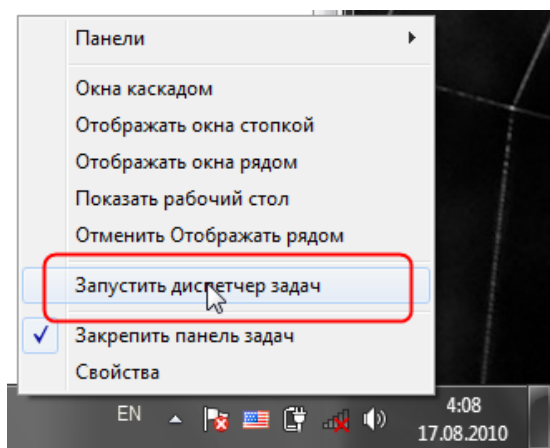 Панели
Окна каскадом
Отображать окна стопкой
Отображать окна рядом
Показать рабочий стол
Отменить Отображать рядом
Запустить диспетчер задач
Закрепить панель задач
Свойства
EN
4:08
17.08.2010